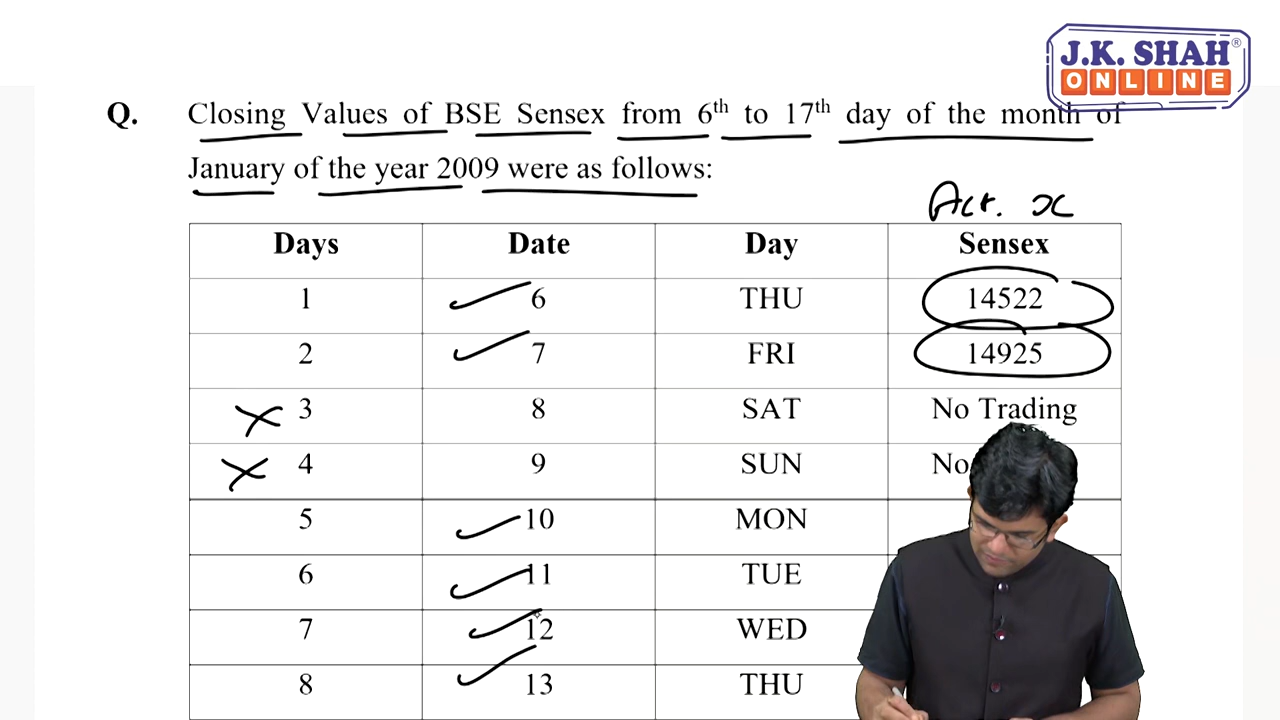 J.K. SHAH®
ONLINE
Q. Closing Values of BSE Sensex from 6th to 17th day of the month of
January of the year 2009 were as follows:
Act. x
Days Date Day Sensex
1 6 THU 14522
2 7 FRI 14925
3 8 SAT No Trading
4 9 SUN No
5 10 MON
6 11 TUE
7 12 WED
8 13 THU